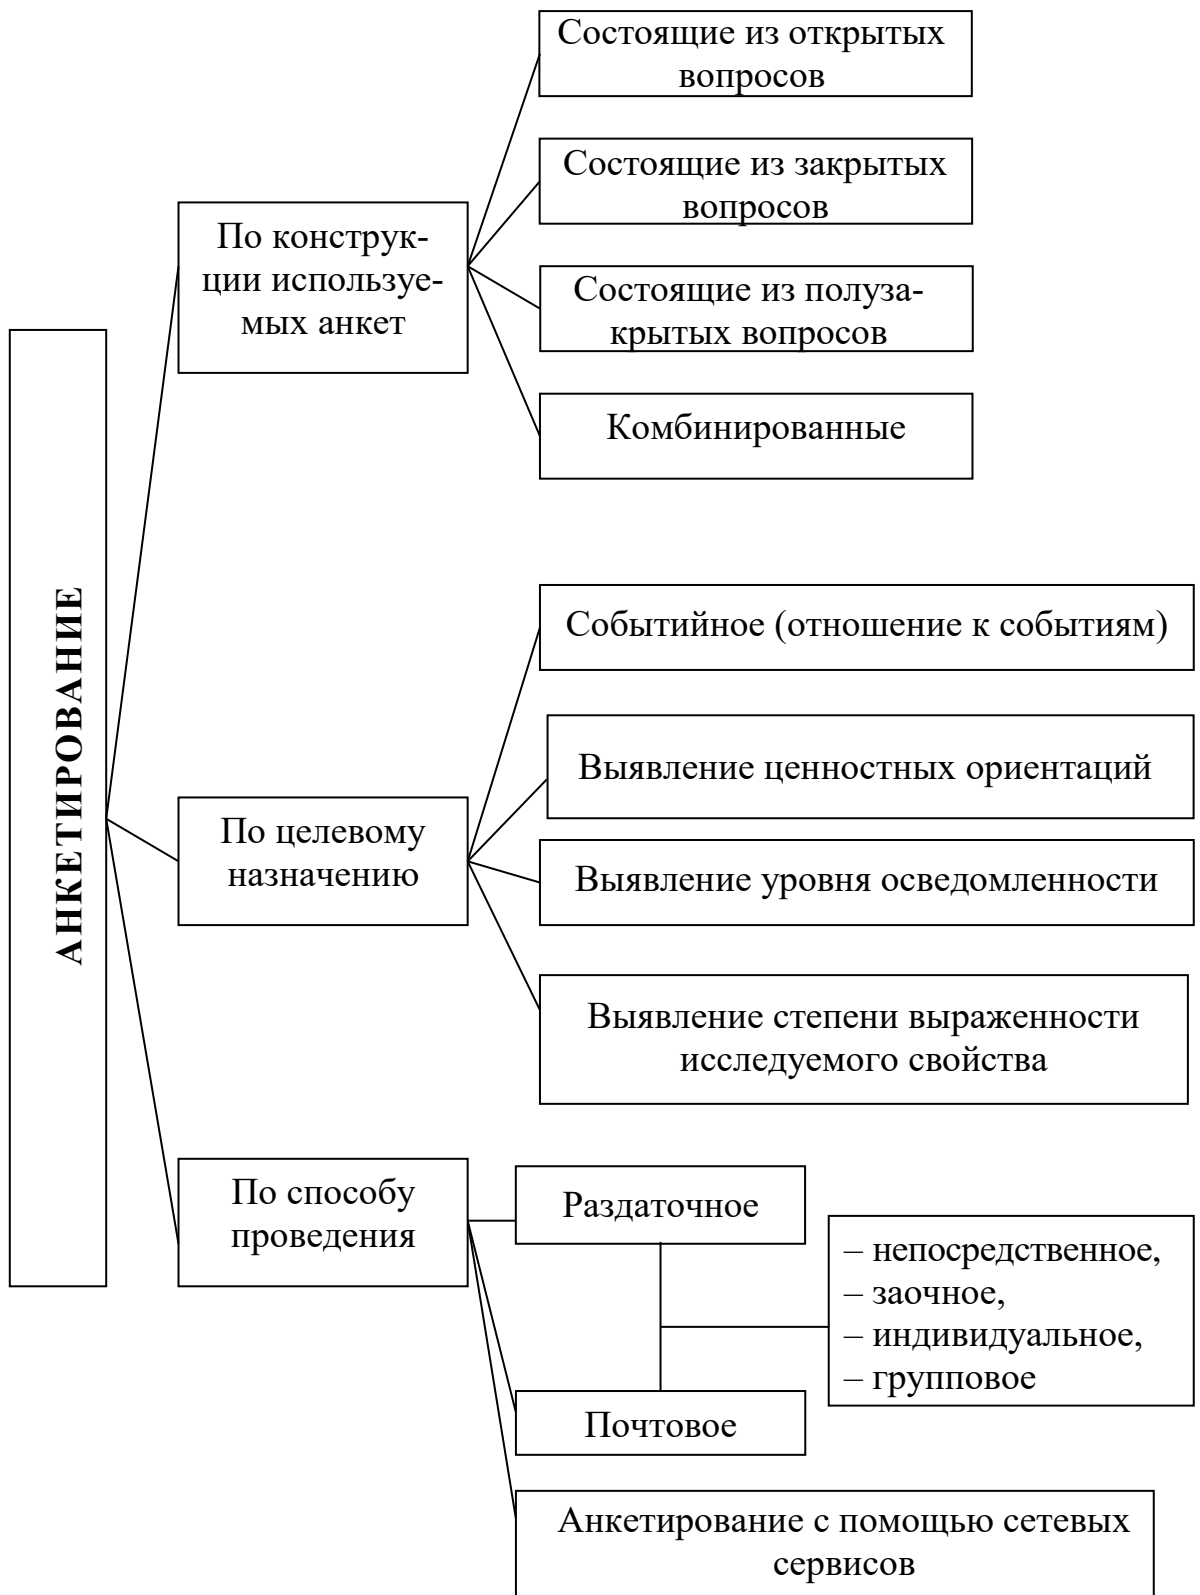 АНКЕТИРОВАНИЕ
По конструк-
ции используе-
мых анкет
Состоящие из открытых
вопросов
Состоящие из закрытых
вопросов
Состоящие из полуза-
крытых вопросов
Комбинированные
По целевому
назначению
Событийное (отношение к событиям)
Выявление ценностных ориентаций
Выявление уровня осведомленности
Выявление степени выраженности
исследуемого свойства
По способу
проведения
Раздаточное
– непосредственное,
– заочное,
– индивидуальное,
– групповое
Почтовое
Анкетирование с помощью сетевых
сервисов